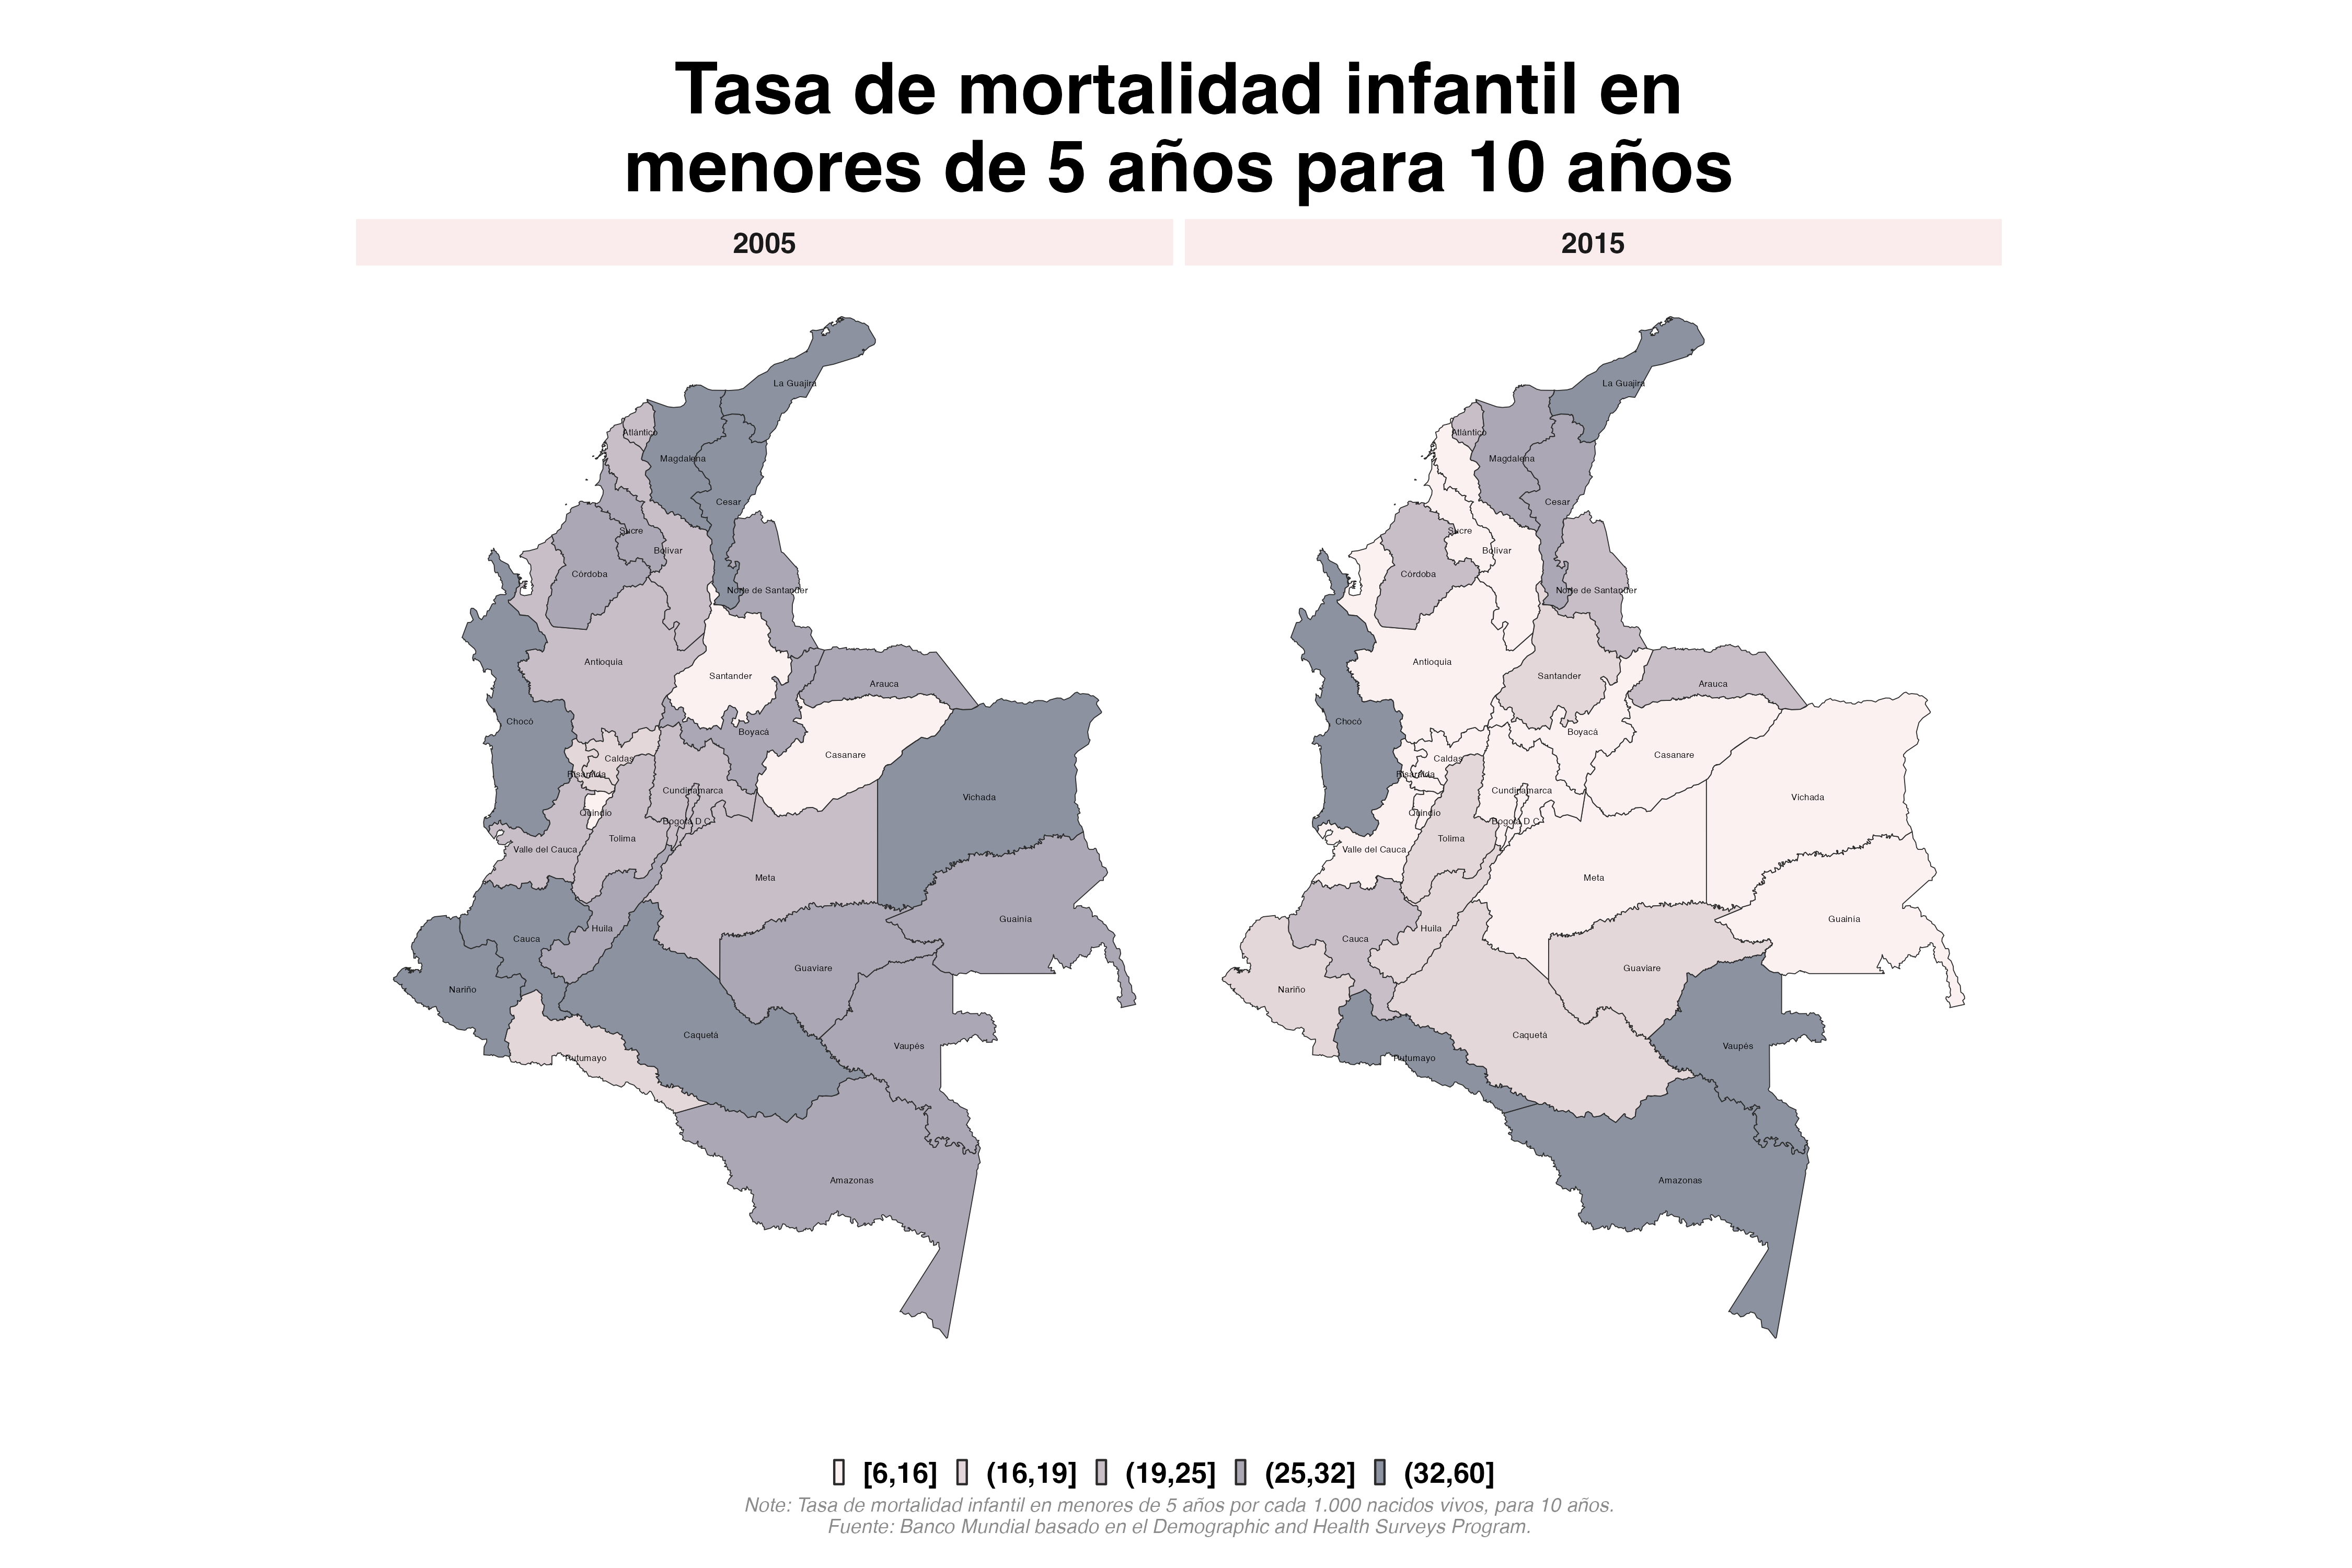 Tasa de mortalidad infantil en
menores de 5 años para 10 años
2005
2015
La Guajira
Atlántico
Magdalena
Cesar
Sucre
Bolívar
Córdoba
Norte de Santander
Antioquia
Santander
Arauca
Chocó
Boyacá
Casanare
Caldas
Risaralda
Cundinamarca
Vichada
Quindío
Bogotá D.C.
Tolima
Valle del Cauca
Meta
Guainía
Huila
Cauca
Guaviare
Nariño
Caquetá
Vaupés
Putumayo
Amazonas
La Guajira
Atlántico
Magdalena
Cesar
Sucre
Bolívar
Córdoba
Norte de Santander
Antioquia
Santander
Arauca
Chocó
Boyacá
Casanare
Caldas
Risaralda
Cundinamarca
Vichada
Quindío
Bogotá D.C.
Tolima
Valle del Cauca
Meta
Guainía
Huila
Cauca
Guaviare
Nariño
Caquetá
Vaupés
Putumayo
Amazonas
[6,16] (16,19] (19,25] (25,32] (32,60]
Note: Tasa de mortalidad infantil en menores de 5 años por cada 1.000 nacidos vivos, para 10 años.
Fuente: Banco Mundial basado en el Demographic and Health Surveys Program.